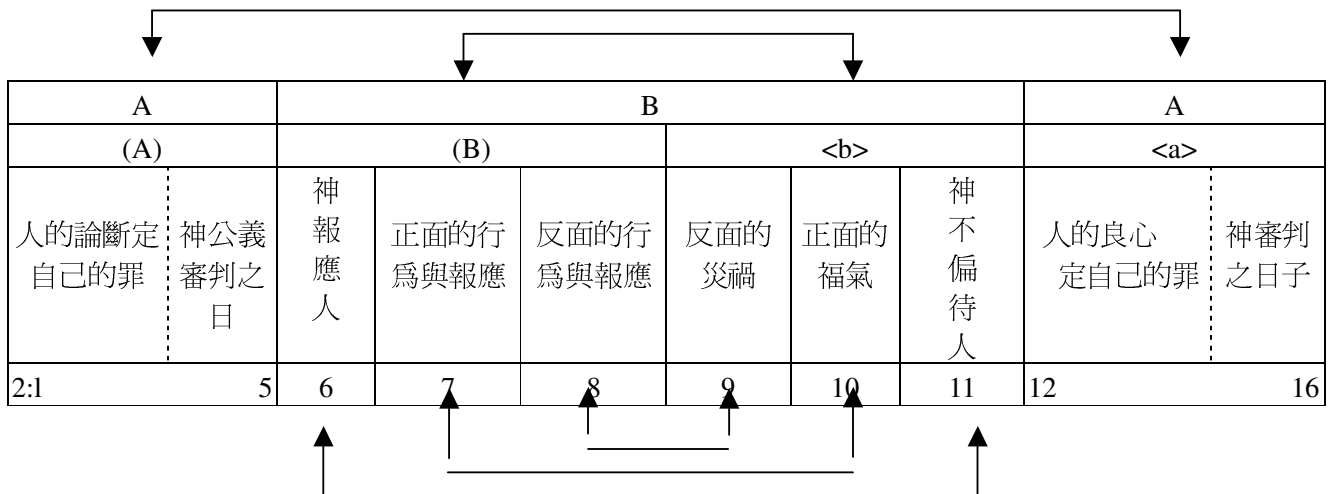 A B A
(A) (B) <b> <a>
人的論斷定
自己的罪
神公義
審判之
日
神
報
應
人
正面的行
爲與報應
反面的行
爲與報應
反面的
災禍
正面的
福氣
神
不
偏
待
人
人的良心
定自己的罪
神審判
之日子
2:1 5 6 7 8 9 10 11 12 16